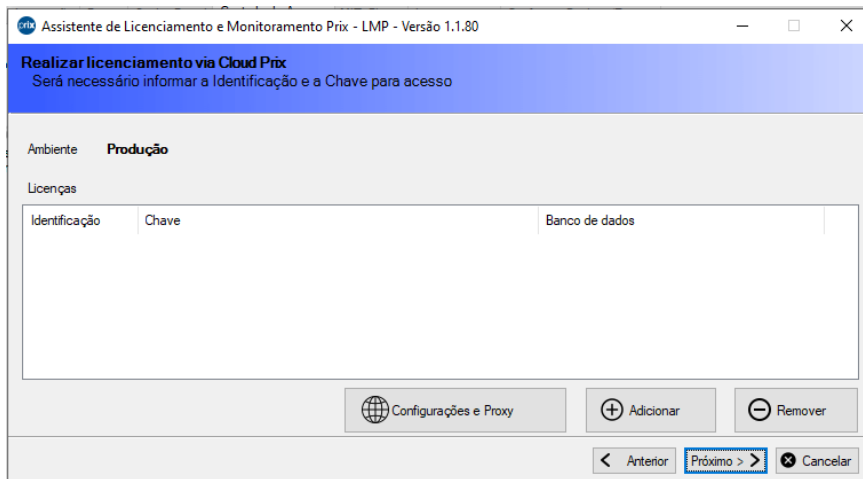 prix Assistente de Licenciamento e Monitoramento Prix - LMP - Versão 1.1.80
Realizar licenciamento via Cloud Prix
Será necessário informar a Identificação e a Chave para acesso
Ambiente Produção
Licenças
Identificação Chave Banco de dados
Configurações e Proxy Adicionar Remover
Anterior Próximo > Cancelar